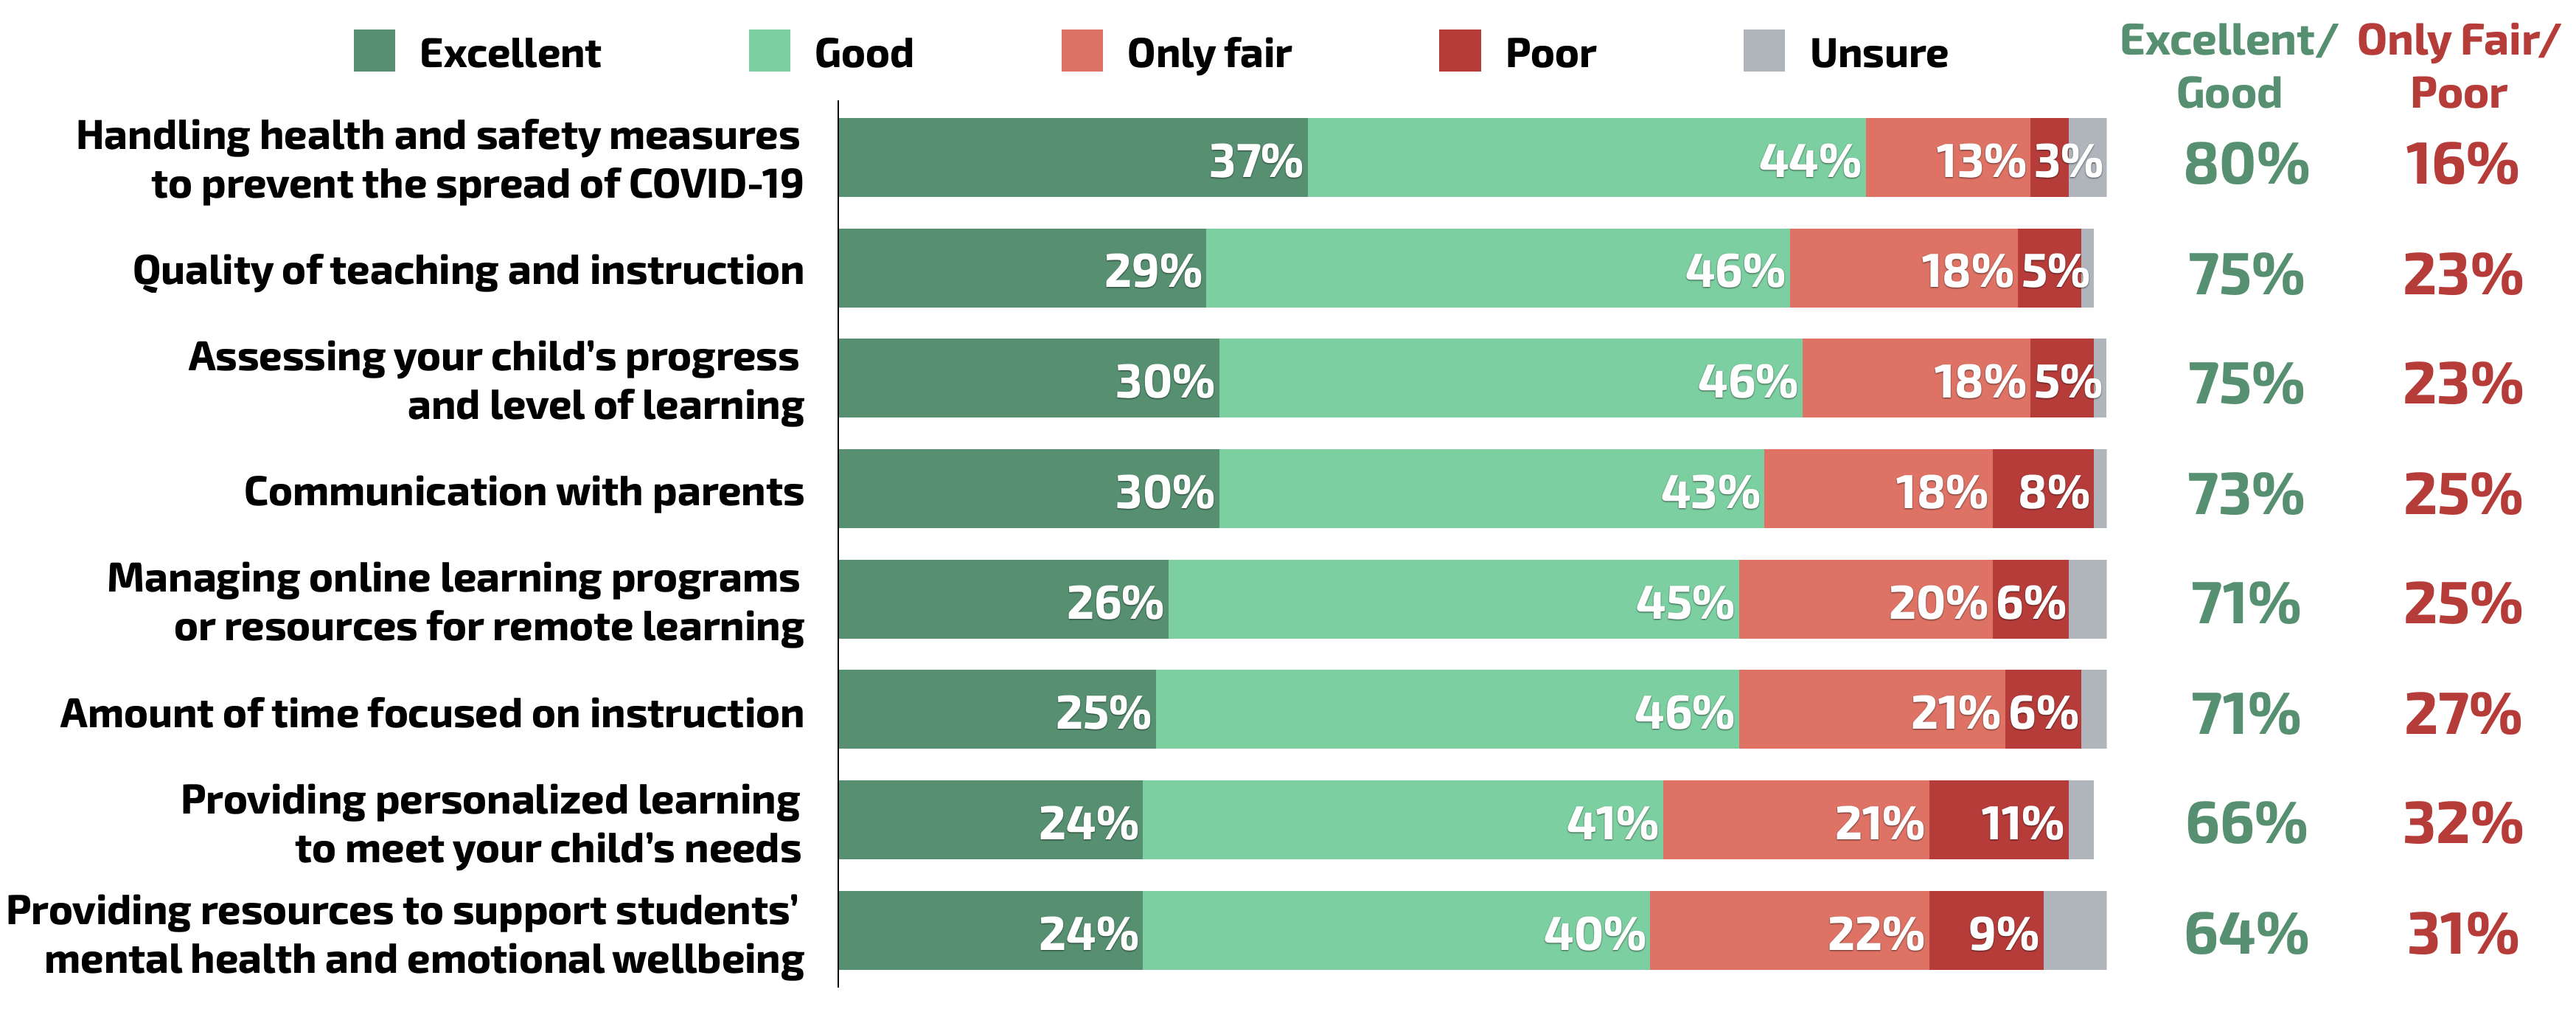 Excellent Good Only fair Poor Unsure
Excellent/
Good
Only Fair/
Poor
Handling health and safety measures
to prevent the spread of COVID-19
37% 44% 13% 3% 80% 16%
Quality of teaching and instruction 29% 46% 18% 5% 75% 23%
Assessing your child’s progress
and level of learning
30% 46% 18% 5% 75% 23%
Communication with parents 30% 43% 18% 8% 73% 25%
Managing online learning programs
or resources for remote learning
26% 45% 20% 6% 71% 25%
Amount of time focused on instruction 25% 46% 21% 6% 71% 27%
Providing personalized learning
to meet your child’s needs
24% 41% 21% 11% 66% 32%
Providing resources to support students’
mental health and emotional wellbeing
24% 40% 22% 9% 64% 31%